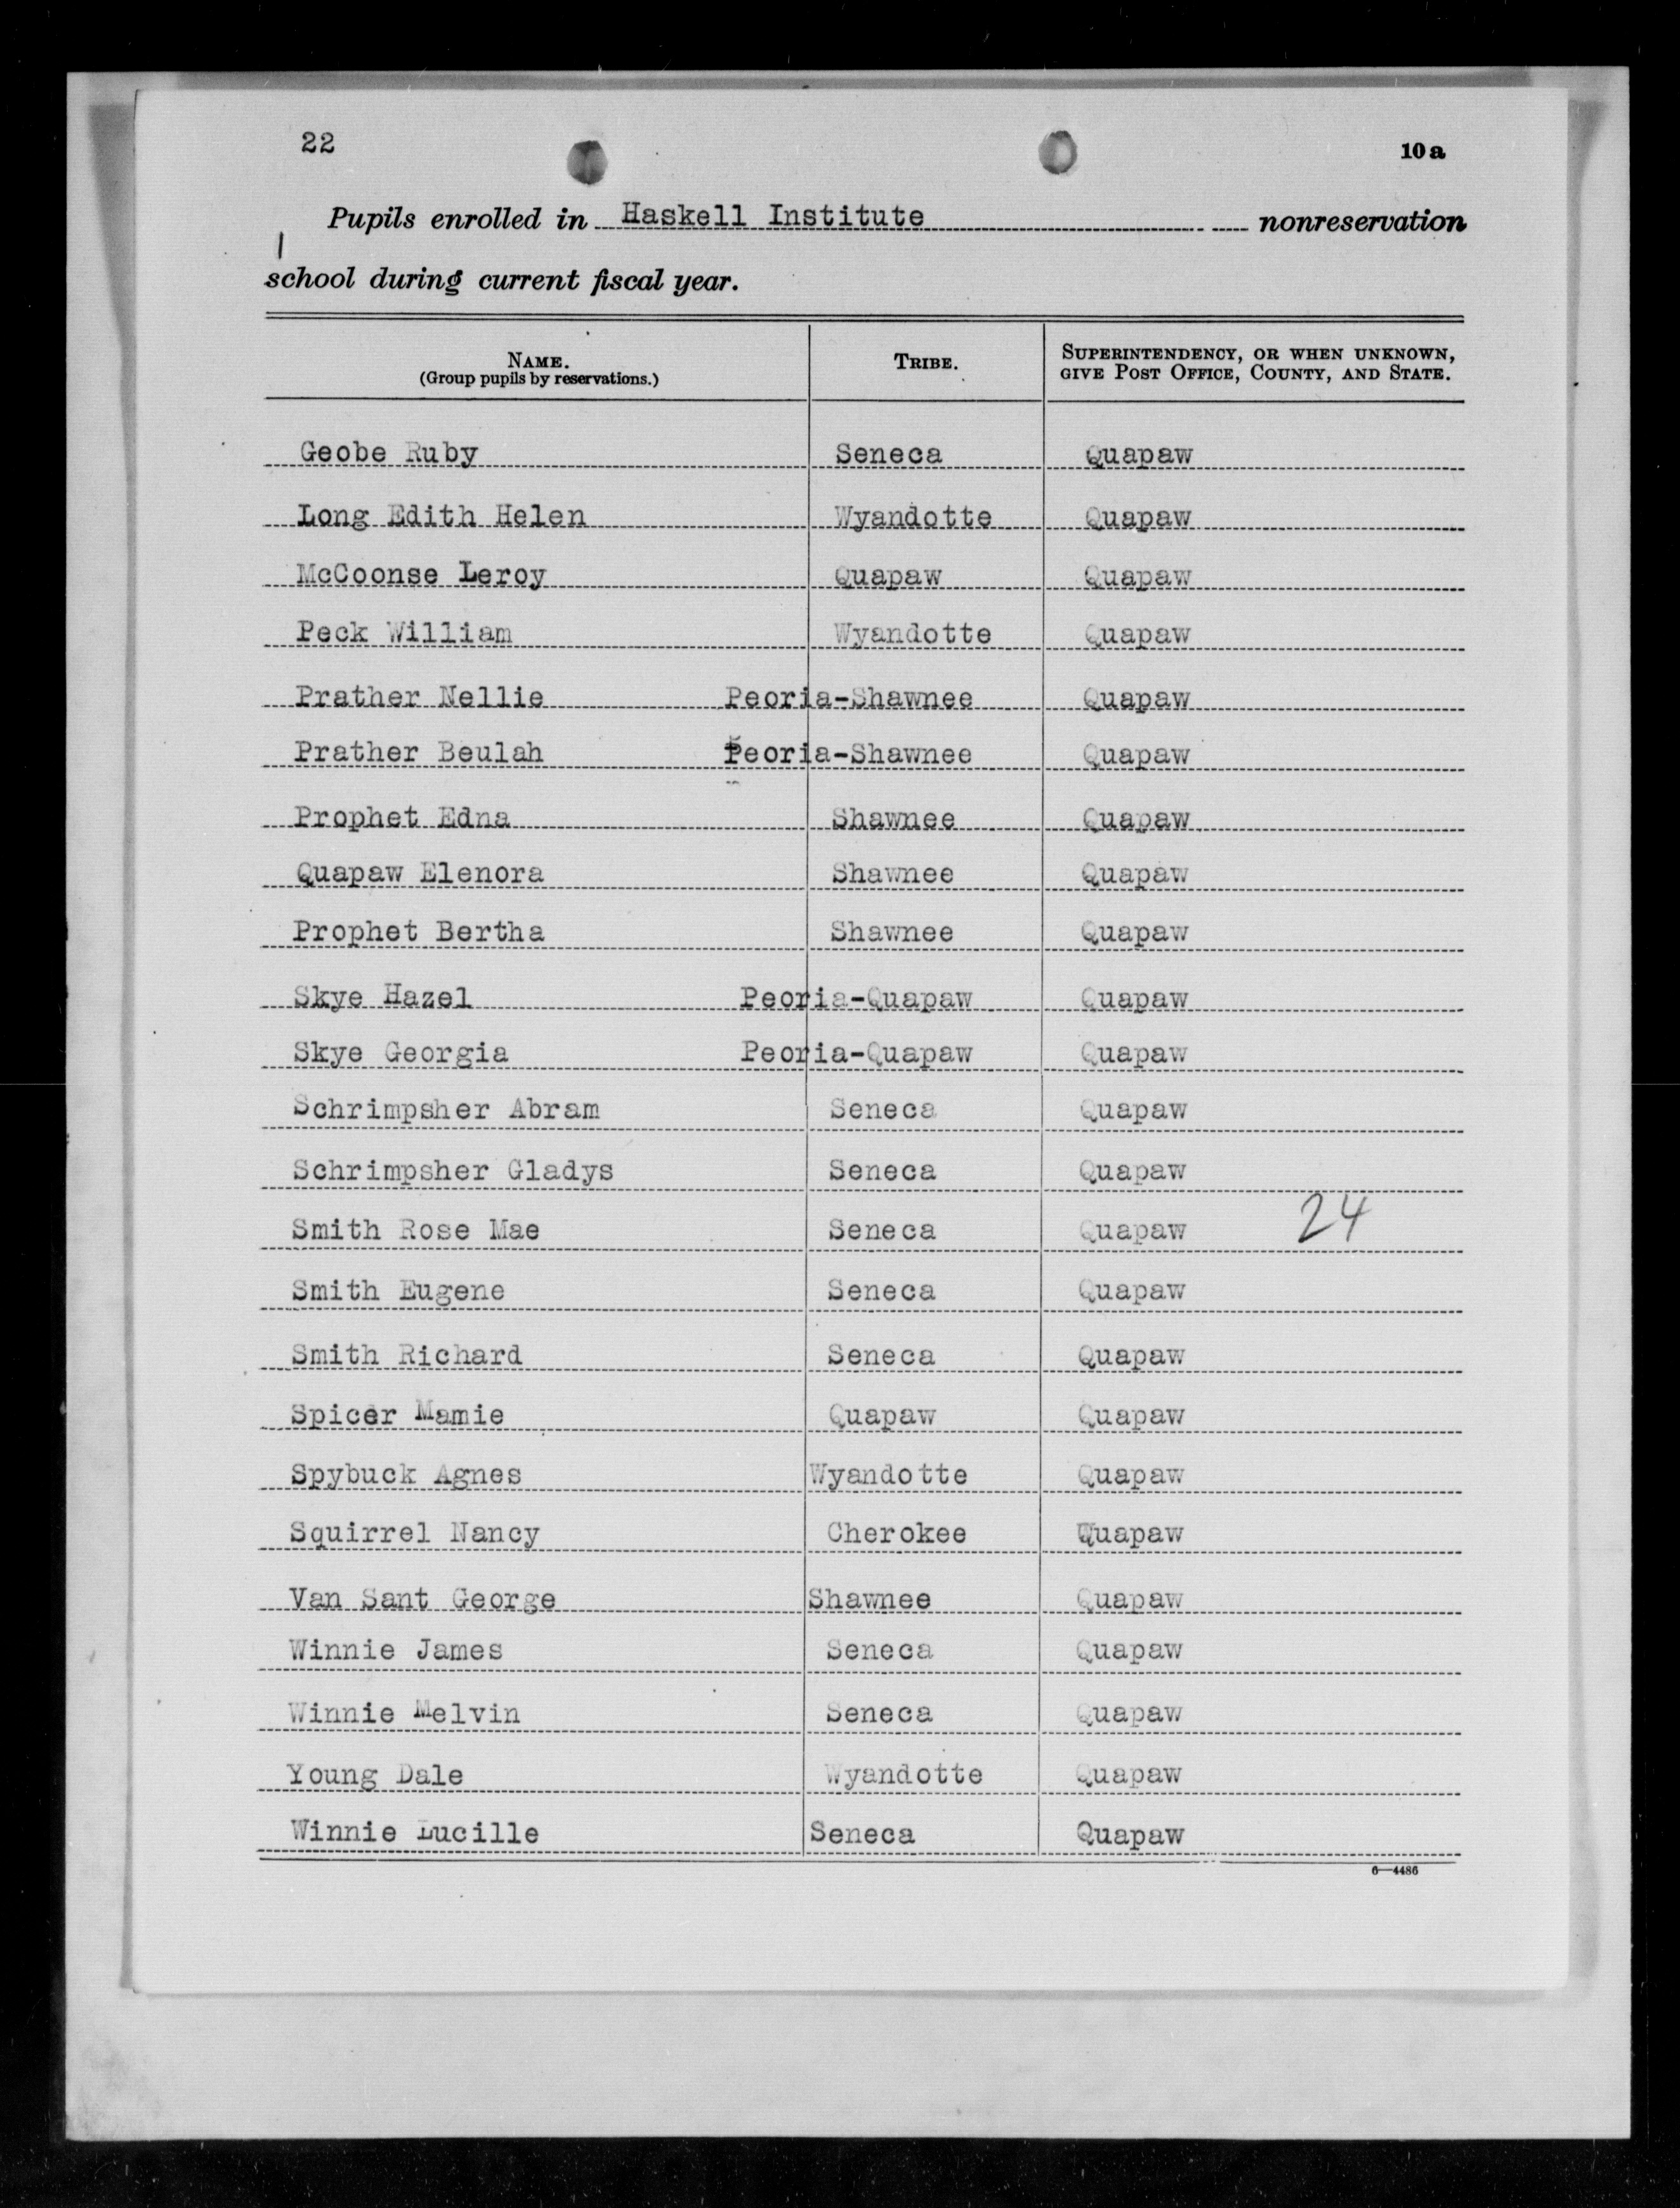 22
10 a
Pupils enrolled in Haskell Institute nonreservation
school during current fiscal year.
NAME. TRIBE. SUPERINTENDENCY, OR WHEN UNKNOWN,
(Group pupils by reservations.) GIVE POST OFFICE, COUNTY, AND STATE.
Geobe Ruby Seneca Quapaw
Long Edith Helen Wyandotte Quapaw
McCoonse Leroy Quapaw Quapaw
Peck William Wyandotte Quapaw
Prather Nellie Peoria-Shawnee Quapaw
Prather Beulah Peoria-Shawnee Quapaw
Prophet Edna Shawnee Quapaw
Quapaw Elenora Shawnee Quapaw
Prophet Bertha Shawnee Quapaw
Skye Hazel Peoria-Quapaw Quapaw
Skye Georgia Peoria-Quapaw Quapaw
Schrimpsher Abram Seneca Quapaw
Schrimpsher Gladys Seneca Quapaw
Smith Rose Mae Seneca Quapaw 24
Smith Eugene Seneca Quapaw
Smith Richard Seneca Quapaw
Spicer Mamie Quapaw Quapaw
Spybuck Agnes Wyandotte Quapaw
Squirrel Nancy Cherokee Quapaw
Van Sant George Shawnee Quapaw
Winnie James Seneca Quapaw
Winnie Melvin Seneca Quapaw
Young Dale Wyandotte Quapaw
Winnie Lucille Seneca Quapaw
6—4486